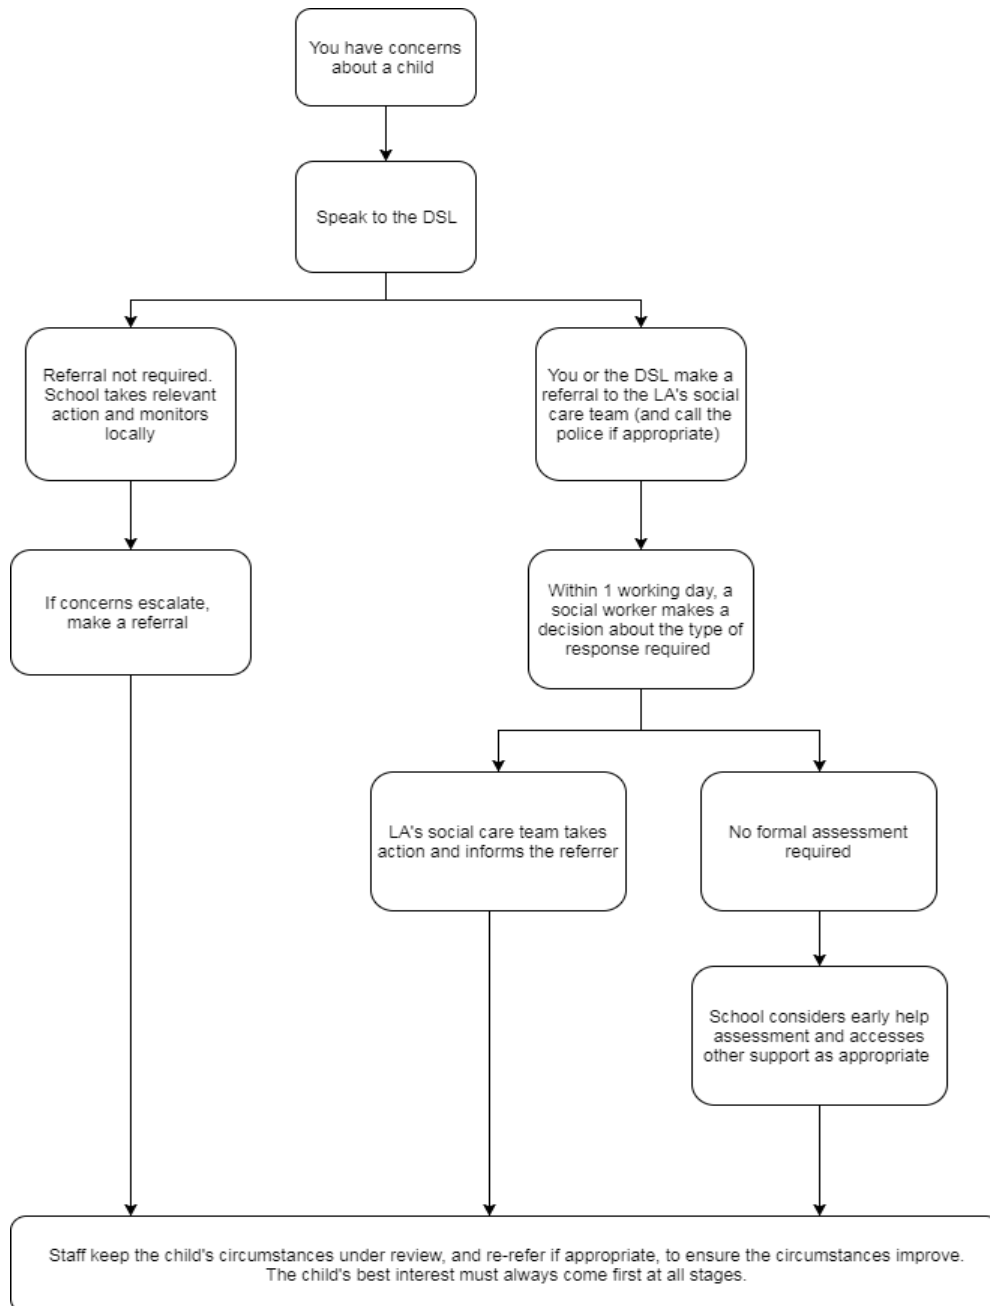 You have concerns
about a child
Speak to the DSL
Referral not required.
School takes relevant
action and monitors
locally
You or the DSL make a
referral to the LA's social
care team (and call the
police if appropriate)
If concerns escalate,
make a referral
Within 1 working day, a
social worker makes a
decision about the type of
response required
LA's social care team takes
action and informs the referrer
No formal assessment
required
School considers early help
assessment and accesses
other support as appropriate
Staff keep the child's circumstances under review, and re-refer if appropriate, to ensure the circumstances improve.
The child's best interest must always come first at all stages.